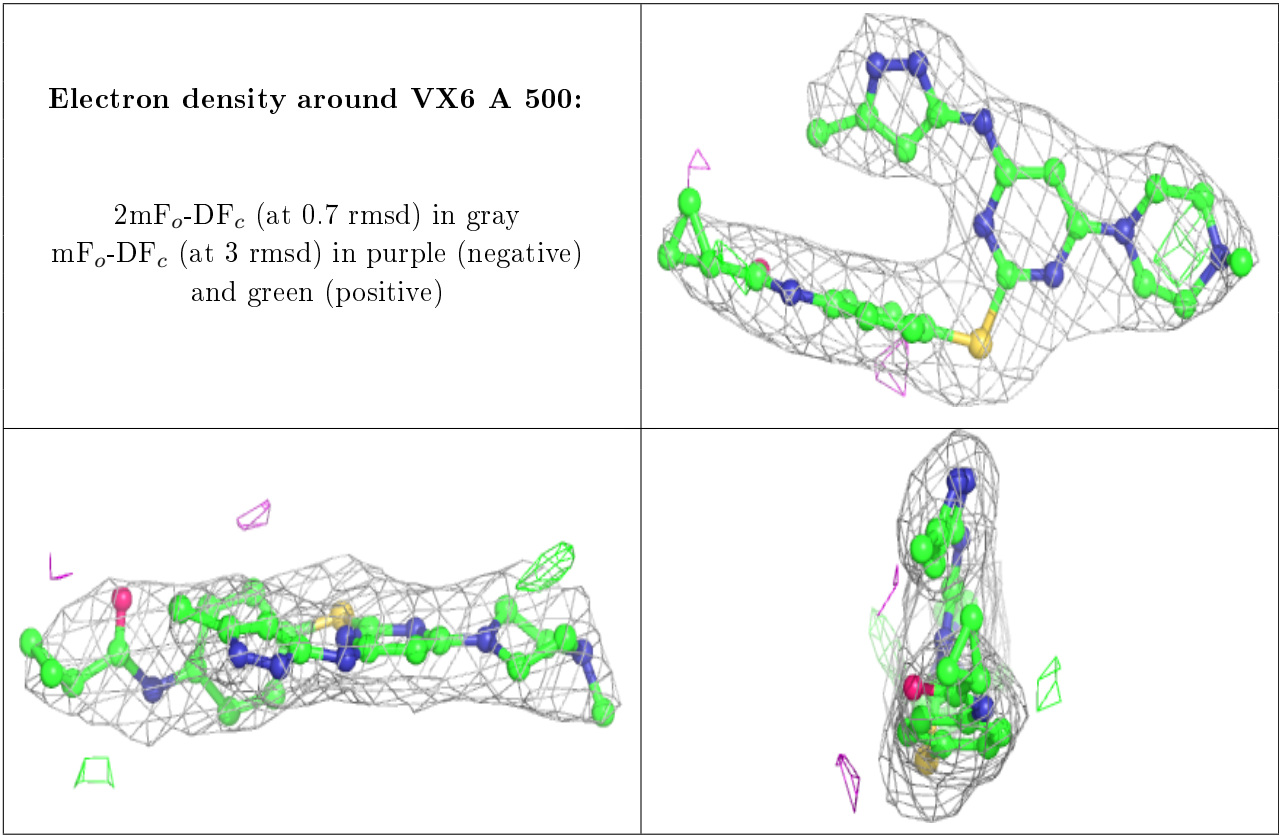 Electron density around VX6 A 500:
2mFo-DFc (at 0.7 rmsd) in gray
mFo-DFc (at 3 rmsd) in purple (negative)
and green (positive)